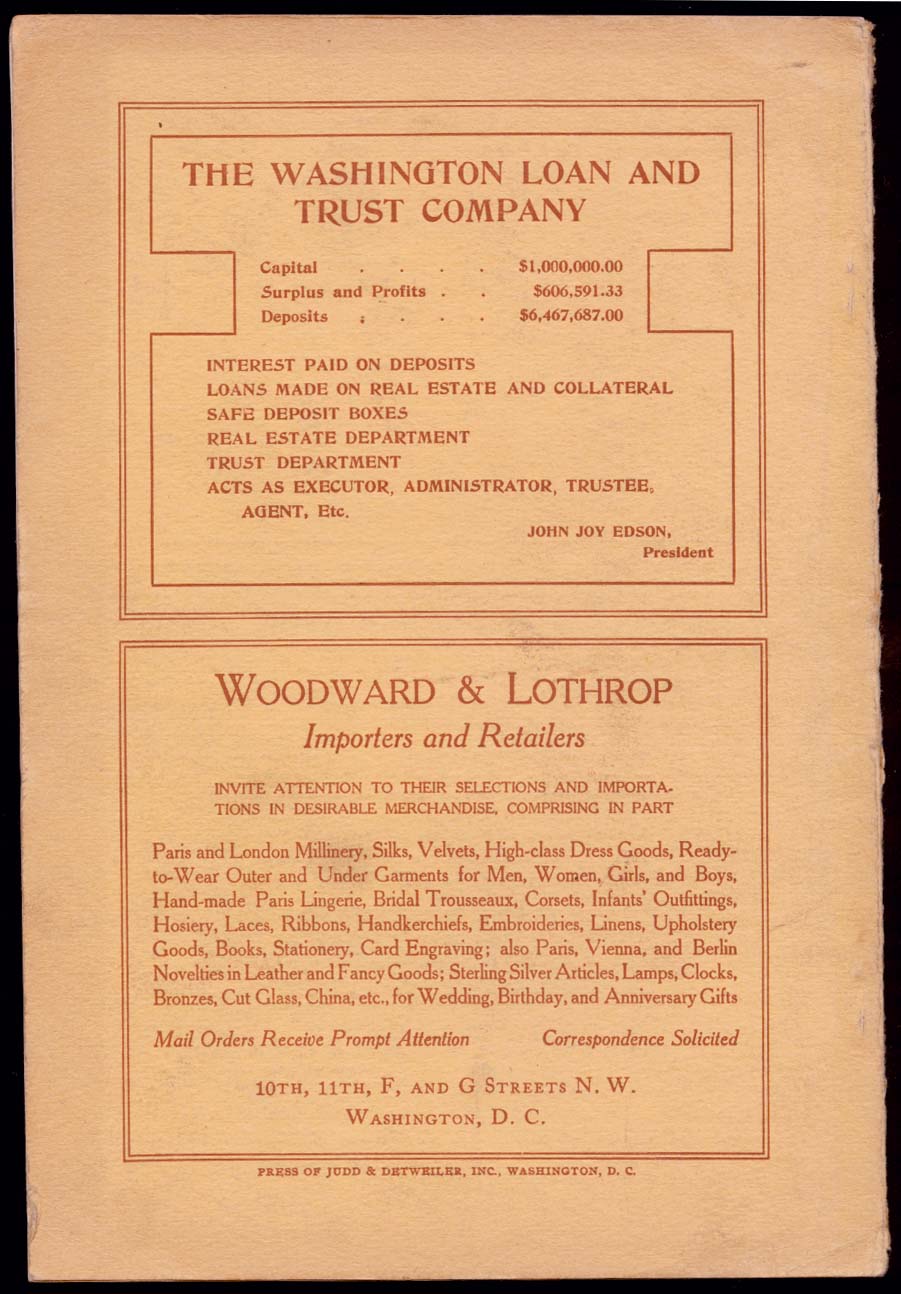 THE WASHINGTON LOAN AND
TRUST COMPANY
Capital . . . . $1,000,000.00
Surplus and Profits . . $606,591.33
Deposits . . . . $6,467,687.00
INTEREST PAID ON DEPOSITS
LOANS MADE ON REAL ESTATE AND COLLATERAL
SAFE DEPOSIT BOXES
REAL ESTATE DEPARTMENT
TRUST DEPARTMENT
ACTS AS EXECUTOR, ADMINISTRATOR, TRUSTEE,
AGENT, Etc.
JOHN JOY EDSON,
President
WOODWARD & LOTHROP
Importers and Retailers
INVITE ATTENTION TO THEIR SELECTIONS AND IMPORTA-
TIONS IN DESIRABLE MERCHANDISE, COMPRISING IN PART
Paris and London Millinery, Silks, Velvets, High-class Dress Goods, Ready-
to-Wear Outer and Under Garments for Men, Women, Girls, and Boys,
Hand-made Paris Lingerie, Bridal Trousseaux, Corsets, Infants' Outfittings,
Hosiery, Laces, Ribbons, Handkerchiefs, Embroideries, Linens, Upholstery
Goods, Books, Stationery, Card Engraving; also Paris, Vienna, and Berlin
Novelties in Leather and Fancy Goods; Sterling Silver Articles, Lamps, Clocks,
Bronzes, Cut Glass, China, etc., for Wedding, Birthday, and Anniversary Gifts
Mail Orders Receive Prompt Attention Correspondence Solicited
10TH, 11TH, F, AND G STREETS N. W.
WASHINGTON, D. C.
PRESS OF JUDD & DETWEILER, INC., WASHINGTON, D. C.